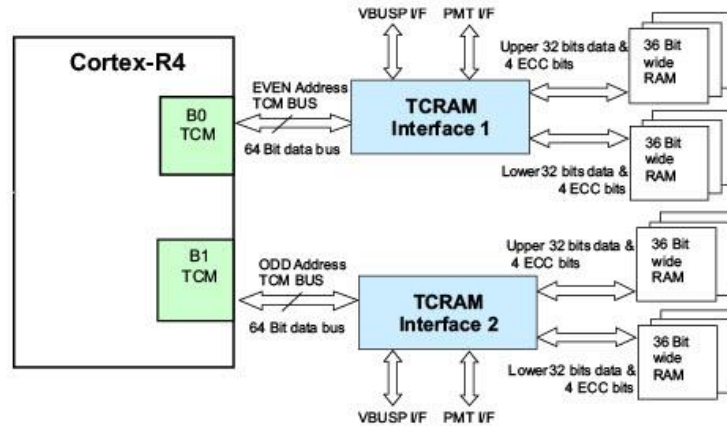 VBUSP I/F
PMT I/F
Cortex-R4
EVEN Address
TCM BUS
B0
TCM
64 Bit data bus
TCRAM
Interface 1
Upper 32 bits data &
4 ECC bits
36 Bit
wide
RAM
Lower 32 bits data &
4 ECC bits
36 Bit
wide
RAM
B1
TCM
ODD Address
TCM BUS
64 Bit data bus
TCRAM
Interface 2
Upper 32 bits data &
4 ECC bits
36 Bit
wide
RAM
Lower 32 bits data &
4 ECC bits
36 Bit
wide
RAM
VBUSP I/F
PMT I/F